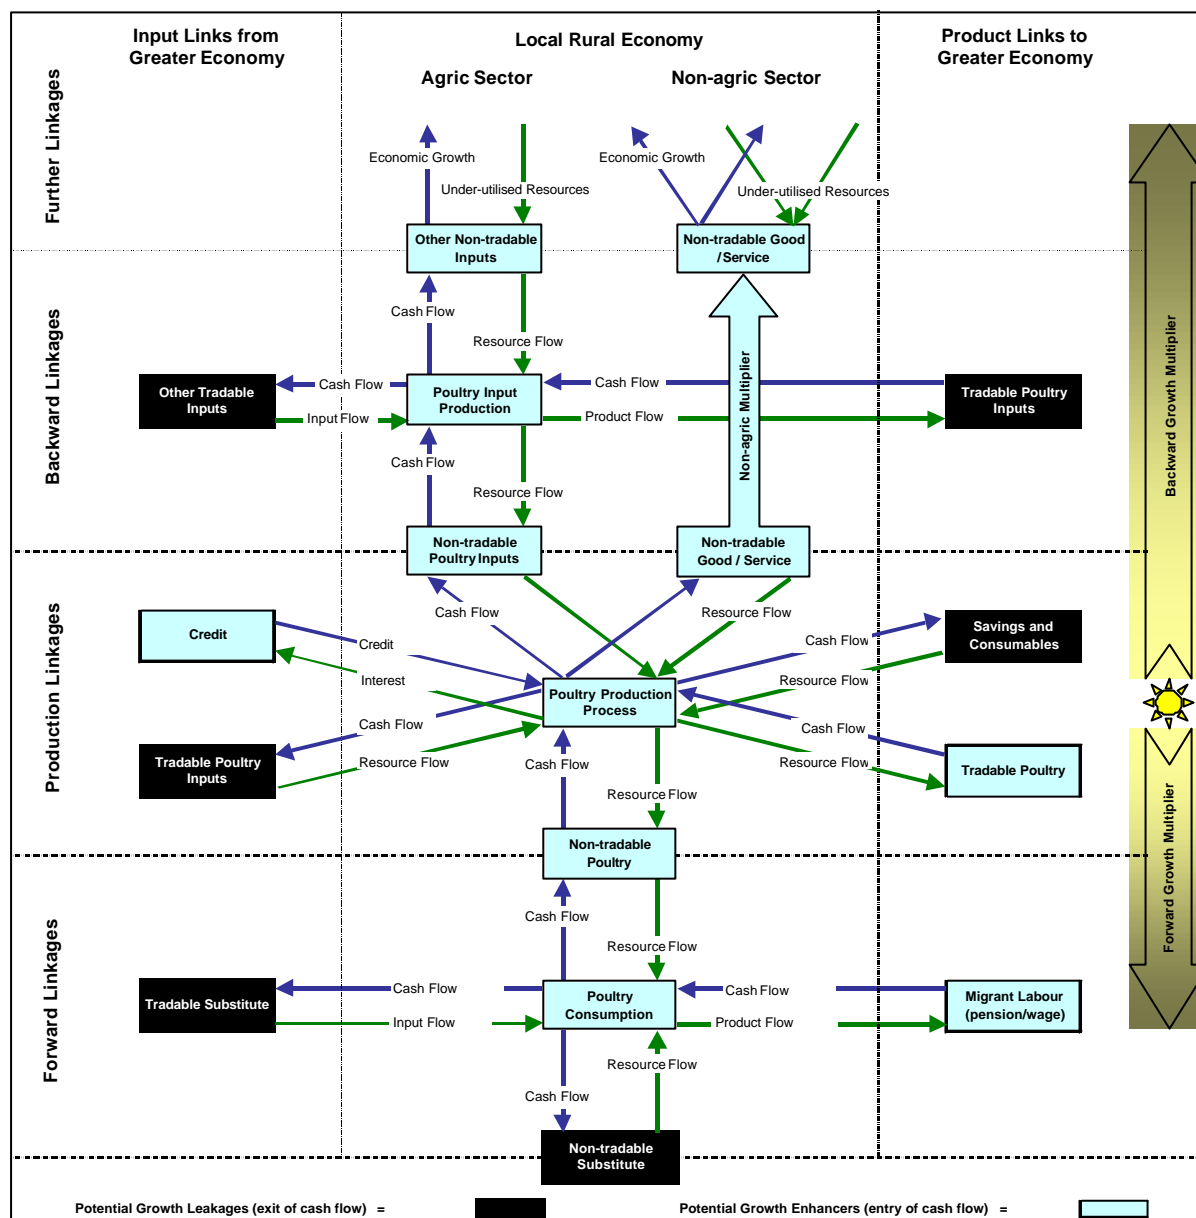 Input Links from
Greater Economy
Local Rural Economy
Product Links to
Greater Economy
Agric Sector
Non-agric Sector
Further Linkages
Economic Growth
Under-utilised Resources
Economic Growth
Under-utilised Resources
Other Non-tradable
Inputs
Non-tradable Good
/Service
Backward Linkages
Cash Flow
Resource Flow
Other Tradable
Inputs
Cash Flow
Input Flow
Poultry Input
Production
Cash Flow
Product Flow
Tradable Poultry
Inputs
Non-agric Multiplier
Backward Growth Multiplier
Cash Flow
Resource Flow
Non-tradable
Poultry Inputs
Non-tradable
Good / Service
Production Linkages
Cash Flow
Resource Flow
Credit
Credit
Interest
Cash Flow
Resource Flow
Savings and
Consumables
Poultry Production
Process
Cash Flow
Resource Flow
Tradable Poultry
Inputs
Cash Flow
Resource Flow
Tradable Poultry
Cash Flow
Resource Flow
Non-tradable
Poultry
Forward Growth Multiplier
Forward Linkages
Cash Flow
Resource Flow
Tradable Substitute
Cash Flow
Input Flow
Poultry
Consumption
Cash Flow
Product Flow
Migrant Labour
(pension/wage)
Resource Flow
Cash Flow
Non-tradable
Substitute
Potential Growth Leakages (exit of cash flow) =
Potential Growth Enhancers (entry of cash flow) =